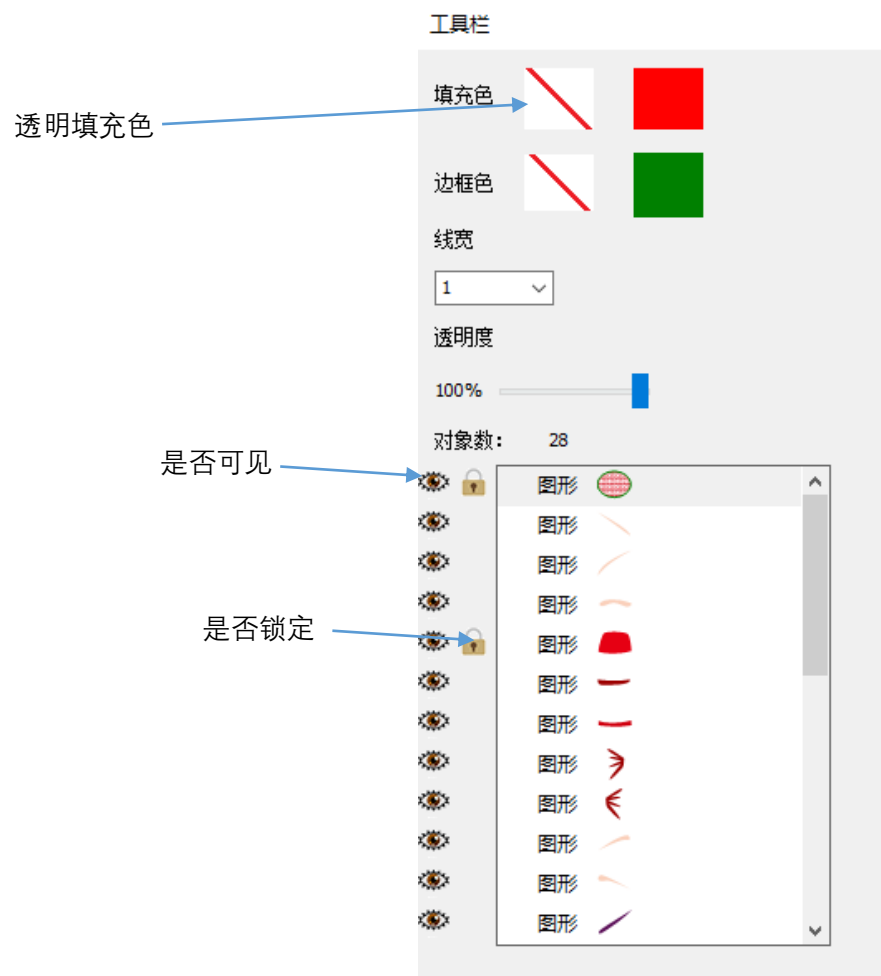 工具栏
填充色
透明填充色
边框色
线宽
1
透明度
100%
对象数: 28
是否可见
图形
图形
图形
图形
是否锁定
图形
图形
图形
图形
图形
图形
图形
图形